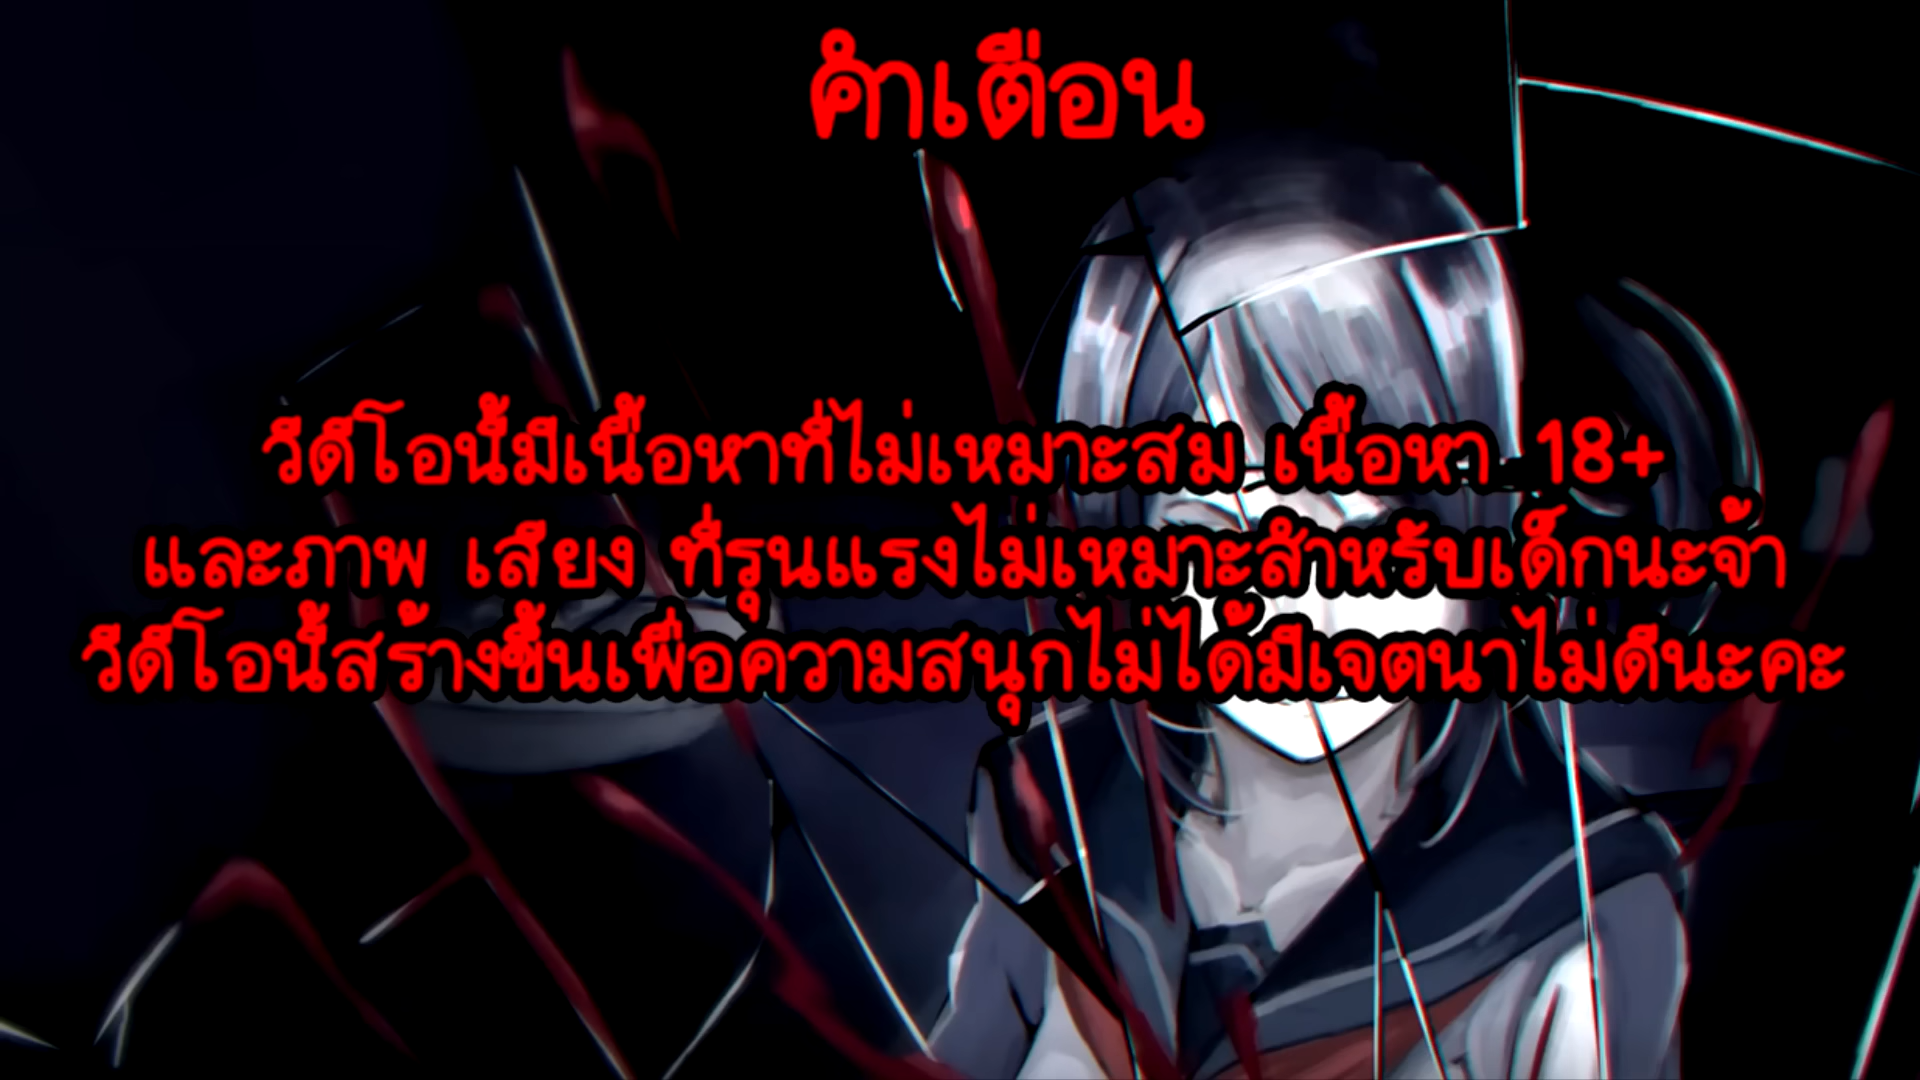 คำเตือน
วีดีโอนี้มีเนื้อหาที่ไม่เหมาะสม เนื้อหา 18+
และภาพ เสียง ที่รุนแรงไม่เหมาะสำหรับเด็กนะจ้า
วีดีโอนี้สร้างขึ้นเพื่อความสนุกไม่ได้มีเจตนาไม่ดีนะคะ